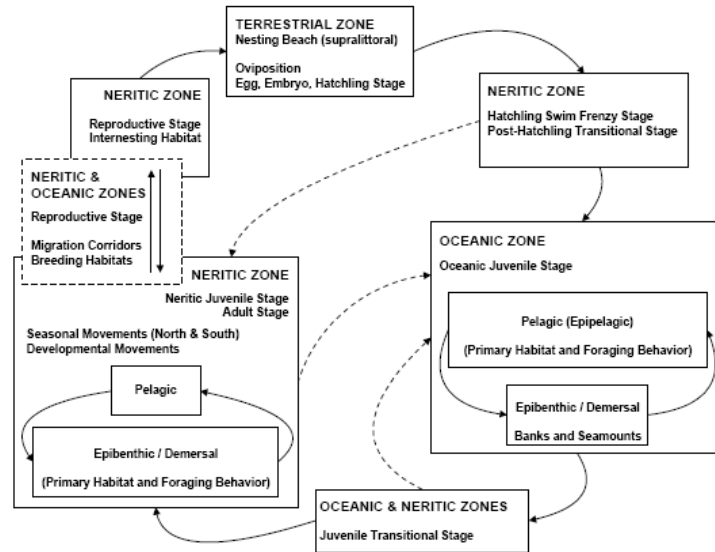 TERRESTRIAL ZONE
Nesting Beach (supralittoral)
Oviposition
Egg, Embryo, Hatchling Stage
NERITIC ZONE
Hatchling Swim Frenzy Stage
Post-Hatchling Transitional Stage
NERITIC ZONE
Reproductive Stage
Internesting Habitat
NERITIC &
OCEANIC ZONES
Reproductive Stage
Migration Corridors
Breeding Habitats
OCEANIC ZONE
Oceanic Juvenile Stage
Pelagic (Epipelagic)
(Primary Habitat and Foraging Behavior)
Epibenthic / Demersal
Banks and Seamounts
NERITIC ZONE
Neritic Juvenile Stage
Adult Stage
Seasonal Movements (North & South)
Developmental Movements
Pelagic
Epibenthic / Demersal
(Primary Habitat and Foraging Behavior)
OCEANIC & NERITIC ZONES
Juvenile Transitional Stage